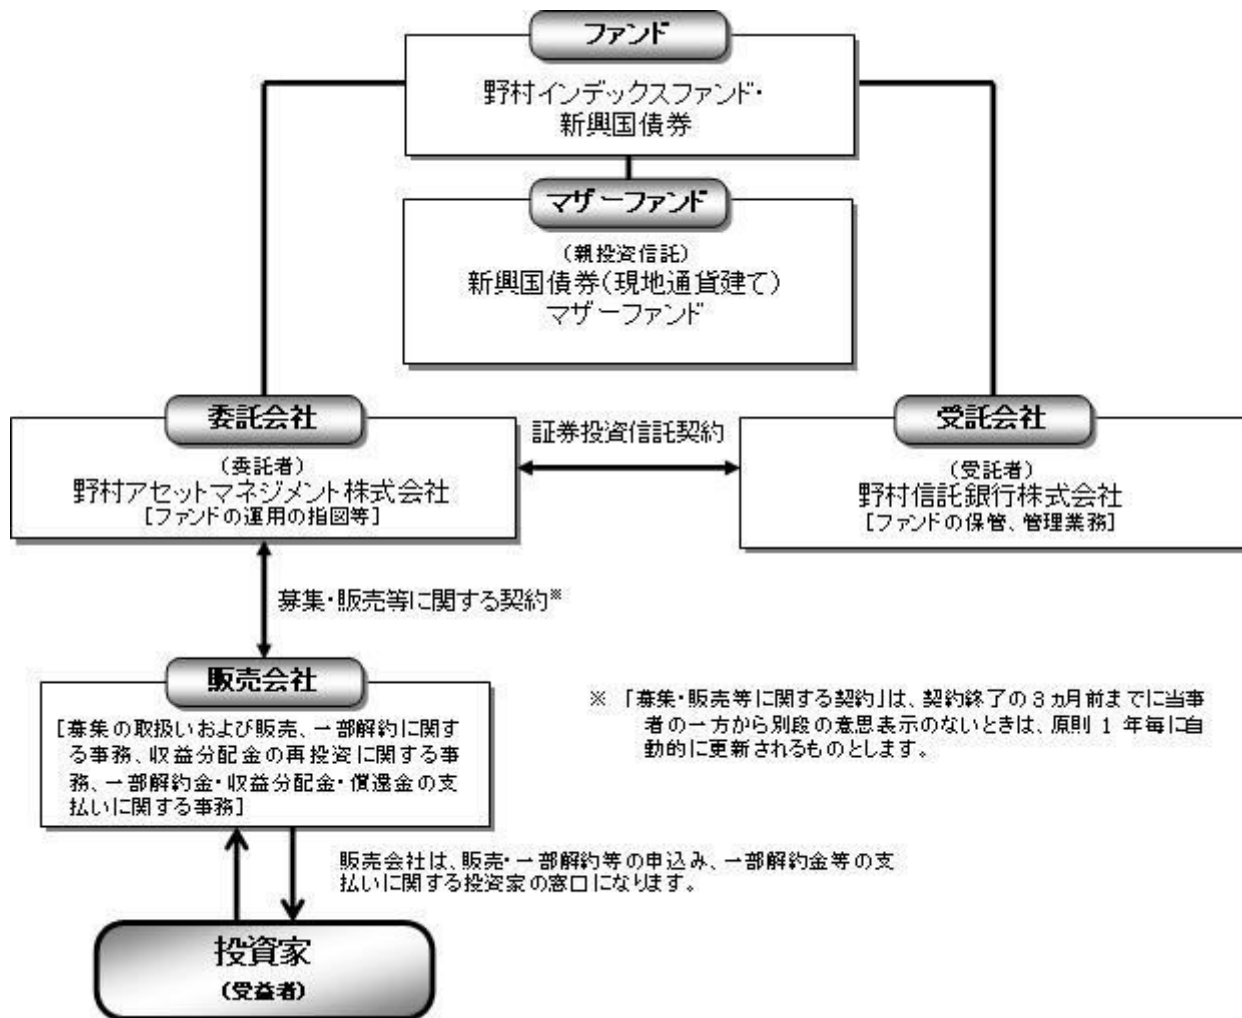 ファンド
野村インデックスファンド・
新興国債券
マザーファンド
(親投資信託)
新興国債券(現地通貨建て)
マザーファンド
委託会社
(委託者)
野村アセットマネジメント株式会社
[ファンドの運用の指図等]
証券投資信託契約
受託会社
(受託者)
野村信託銀行株式会社
[ファンドの保管、管理業務]
募集・販売等に関する契約※
販売会社
[募集の取扱いおよび販売、一部解約に関す
る事務、収益分配金の再投資に関する事
務、一部解約金・収益分配金・償還金の支
払いに関する事務]
※ 「募集・販売等に関する契約」は、契約終了の3ヵ月前までに当事
者の一方から別段の意思表示のないときは、原則 1 年毎に自
動的に更新されるものとします。
販売会社は、販売・一部解約等の申込み、一部解約金等の支
払いに関する投資家の窓口になります。
投資家
(受益者)